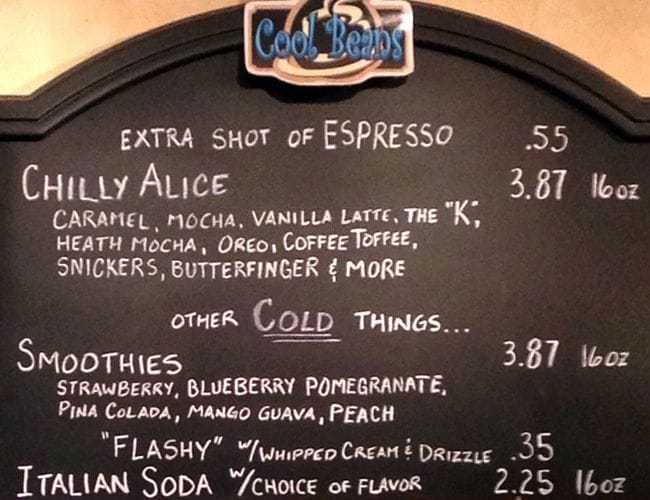 Cool Beans
EXTRA SHOT OF ESPRESSO .55
CHILLY ALICE 3.87 16oz
CARAMEL, MOCHA, VANILLA LATTE, THE "K",
HEATH MOCHA, OREO, COFFEE TOFFEE,
SNICKERS, BUTTERFINGER & MORE
OTHER COLD THINGS...
SMOOTHIES 3.87 16oz
STRAWBERRY, BLUEBERRY POMEGRANATE,
PINA COLADA, MANGO GUAVA, PEACH
"FLASHY" w/WHIPPED CREAM & DRIZZLE .35
ITALIAN SODA w/CHOICE OF FLAVOR 2.25 16oz